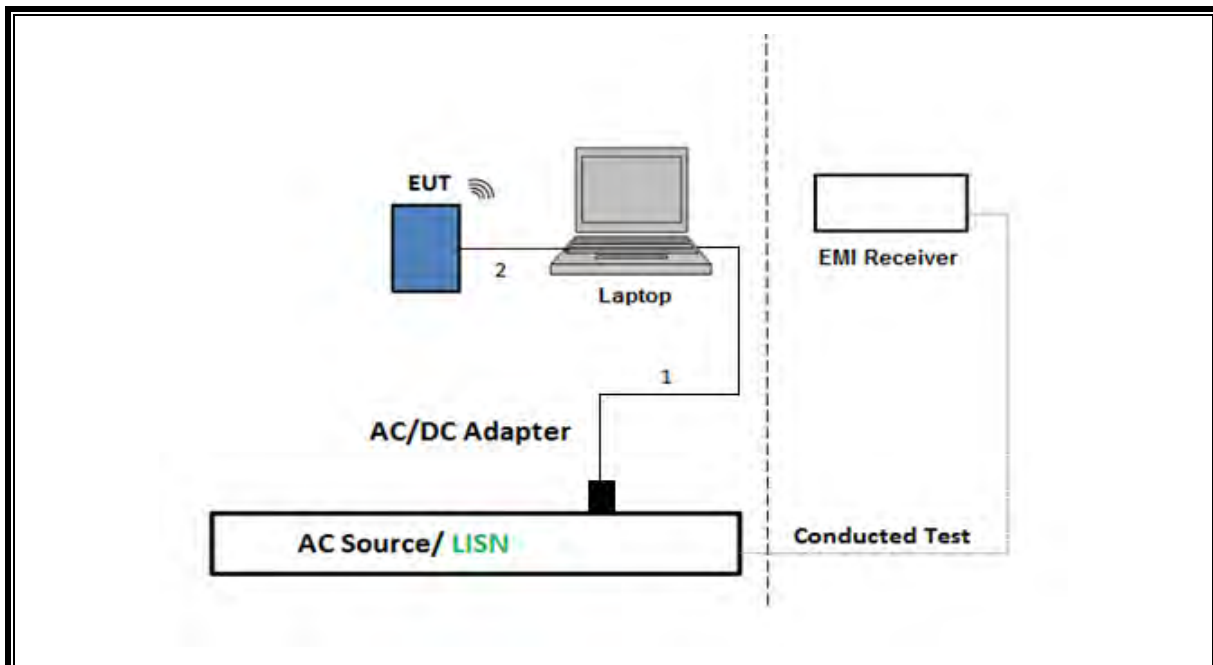 EUT
2
Laptop
EMI Receiver
1
AC/DC Adapter
AC Source/ LISN
Conducted Test